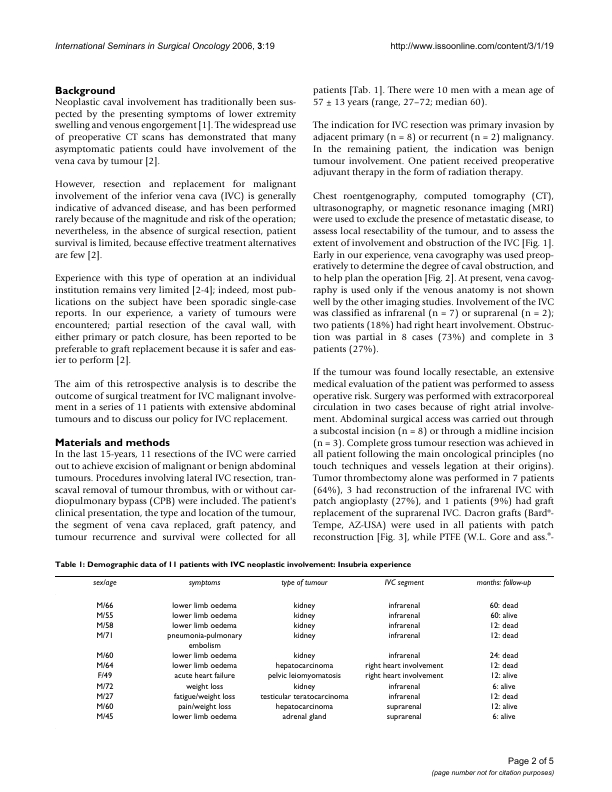 International Seminars in Surgical Oncology 2006, 3:19
http://www.issoonline.com/content/3/1/19
Background
Neoplastic caval involvement has traditionally been sus-
pected by the presenting symptoms of lower extremity
swelling and venous engorgement [1]. The widespread use
of preoperative CT scans has demonstrated that many
asymptomatic patients could have involvement of the
vena cava by tumour [2].
However, resection and replacement for malignant
involvement of the inferior vena cava (IVC) is generally
indicative of advanced disease, and has been performed
rarely because of the magnitude and risk of the operation;
nevertheless, in the absence of surgical resection, patient
survival is limited, because effective treatment alternatives
are few [2].
Experience with this type of operation at an individual
institution remains very limited [2-4]; indeed, most pub-
lications on the subject have been sporadic single-case
reports. In our experience, a variety of tumours were
encountered; partial resection of the caval wall, with
either primary or patch closure, has been reported to be
preferable to graft replacement because it is safer and eas-
ier to perform [2].
The aim of this retrospective analysis is to describe the
outcome of surgical treatment for IVC malignant involve-
ment in a series of 11 patients with extensive abdominal
tumours and to discuss our policy for IVC replacement.
Materials and methods
In the last 15-years, 11 resections of the IVC were carried
out to achieve excision of malignant or benign abdominal
tumours. Procedures involving lateral IVC resection, tran-
scaval removal of tumour thrombus, with or without car-
diopulmonary bypass (CPB) were included. The patient's
clinical presentation, the type and location of the tumour,
the segment of vena cava replaced, graft patency, and
tumour recurrence and survival were collected for all
patients [Tab. 1]. There were 10 men with a mean age of
57 ± 13 years (range, 27–72; median 60).
The indication for IVC resection was primary invasion by
adjacent primary (n = 8) or recurrent (n = 2) malignancy.
In the remaining patient, the indication was benign
tumour involvement. One patient received preoperative
adjuvant therapy in the form of radiation therapy.
Chest roentgenography, computed tomography (CT),
ultrasonography, or magnetic resonance imaging (MRI)
were used to exclude the presence of metastatic disease, to
assess local resectability of the tumour, and to assess the
extent of involvement and obstruction of the IVC [Fig. 1].
Early in our experience, vena cavography was used preop-
eratively to determine the degree of caval obstruction, and
to help plan the operation [Fig. 2]. At present, vena cavog-
raphy is used only if the venous anatomy is not shown
well by the other imaging studies. Involvement of the IVC
was classified as infrarenal (n = 7) or suprarenal (n = 2);
two patients (18%) had right heart involvement. Obstruc-
tion was partial in 8 cases (73%) and complete in 3
patients (27%).
If the tumour was found locally resectable, an extensive
medical evaluation of the patient was performed to assess
operative risk. Surgery was performed with extracorporeal
circulation in two cases because of right atrial involve-
ment. Abdominal surgical access was carried out through
a subcostal incision (n = 8) or through a midline incision
(n = 3). Complete gross tumour resection was achieved in
all patient following the main oncological principles (no
touch techniques and vessels legation at their origins).
Tumor thrombectomy alone was performed in 7 patients
(64%), 3 had reconstruction of the infrarenal IVC with
patch angioplasty (27%), and 1 patients (9%) had graft
replacement of the suprarenal IVC. Dacron grafts (Bard®-
Tempe, AZ-USA) were used in all patients with patch
reconstruction [Fig. 3], while PTFE (W.L. Gore and ass.®-
Table 1: Demographic data of 11 patients with IVC neoplastic involvement: Insubria experience
sex/age symptoms type of tumour IVC segment months: follow-up
M/66 lower limb oedema kidney infrarenal 60: dead
M/55 lower limb oedema kidney infrarenal 60: alive
M/58 lower limb oedema kidney infrarenal 12: dead
M/71 pneumonia-pulmonary kidney infrarenal 12: dead
embolism
M/60 lower limb oedema kidney infrarenal 24: dead
M/64 lower limb oedema hepatocarcinoma right heart involvement 12: dead
F/49 acute heart failure pelvic leiomyomatosis right heart involvement 12: alive
M/72 weight loss kidney infrarenal 6: alive
M/27 fatigue/weight loss testicular teratocarcinoma infrarenal 12: dead
M/60 pain/weight loss hepatocarcinoma suprarenal 12: alive
M/45 lower limb oedema adrenal gland suprarenal 6: alive
Page 2 of 5
(page number not for citation purposes)